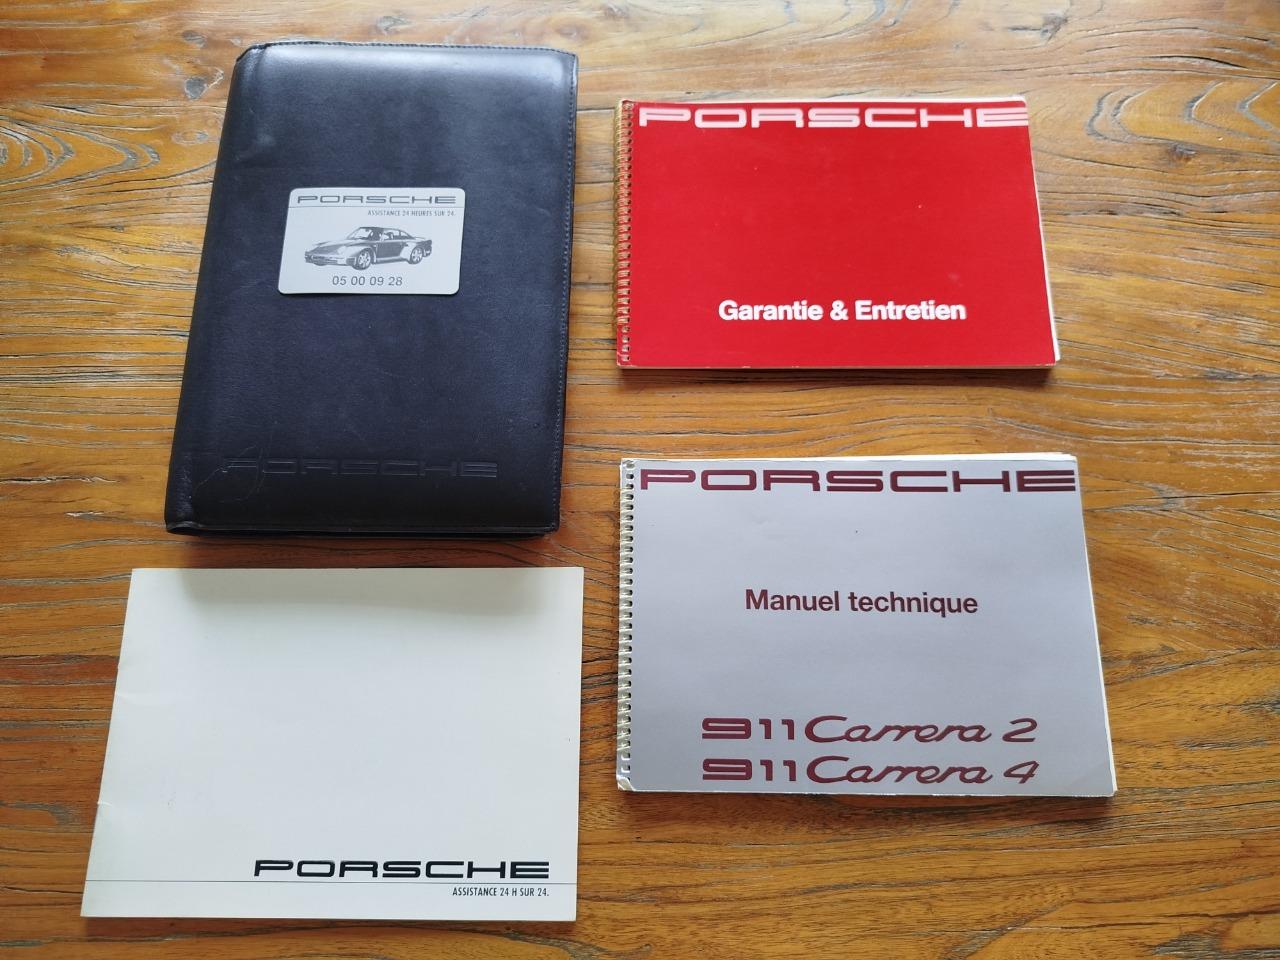 PORSCHE
ASSISTANCE 24 HEURES SUR 24.
05 00 09 28
PORSCHE
PORSCHE
Garantie & Entretien
PORSCHE
Manuel technique
911 Carrera 2
911 Carrera 4
PORSCHE
ASSISTANCE 24 H SUR 24.